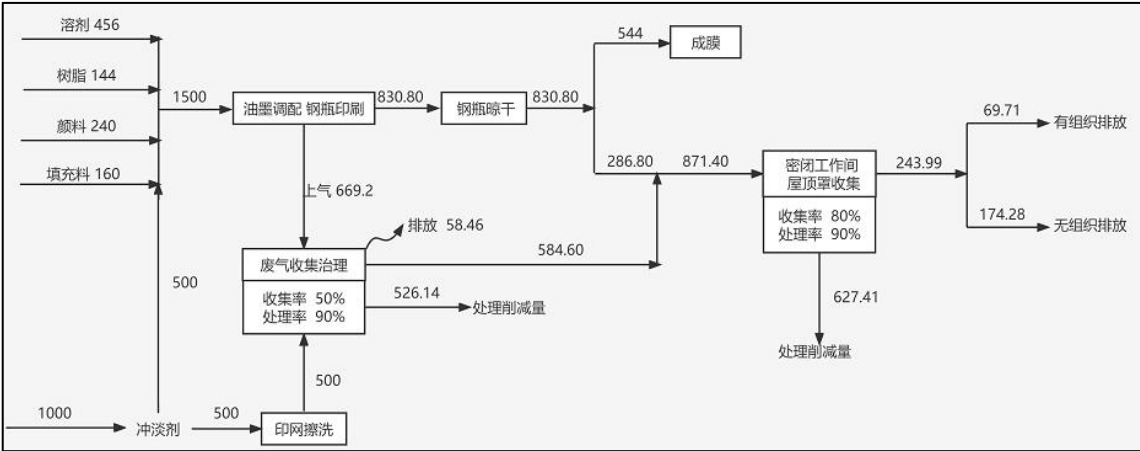 溶剂 456
树脂 144
颜料 240
填充料 160
1500
油墨调配 钢瓶印刷
830.80
钢瓶晾干
830.80
544
成膜
286.80
871.40
密闭工作间
屋顶罩收集
收集率 80%
处理率 90%
243.99
69.71
有组织排放
174.28
无组织排放
627.41
处理削减量
上气 669.2
排放 58.46
废气收集治理
收集率 50%
处理率 90%
584.60
526.14
处理削减量
500
500
1000
冲淡剂
500
印网擦洗